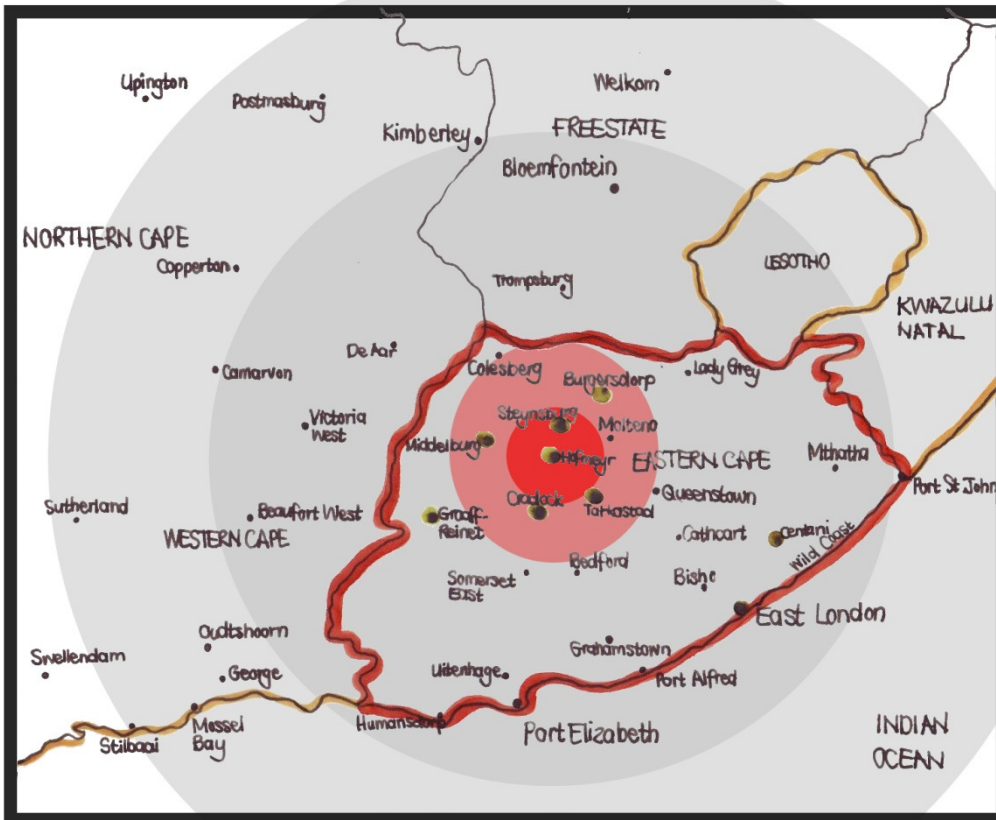 Upington
Postmasburg
Welkom
Kimberley
FREESTATE
Bloemfontein
NORTHERN CAPE
Copperton
LESOTHO
Trompsburg
KWAZULU
NATAL
De Aar
Colesberg
Lady Grey
Carnarvon
Burgersdorp
Steynsburg
Victoria
West
Middelburg
Molteno
Hofmeyr
EASTERN CAPE
Mthatha
Port St John
Sutherland
Beaufort West
Cradock
Tarkastad
Queenstown
Graaff-
Reinet
WESTERN CAPE
Cathcart
Centani
Wild Coast
Somerset
East
Bedford
Bisho
East London
Oudtshoorn
Grahamstown
Swellendam
George
Uitenhage
Port Alfred
Stilbaai
Mossel
Bay
Humansdorp
Port Elizabeth
INDIAN
OCEAN